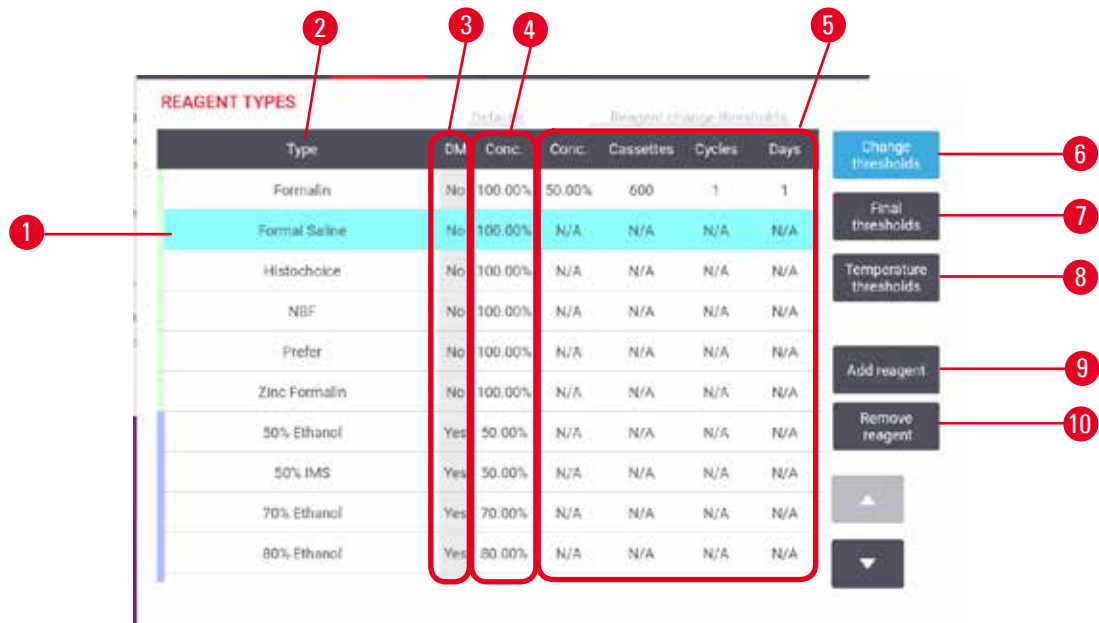 2 3 4 5
REAGENT TYPES
Defaults Reagent change thresholds
Type DM Conc. Conc. Cassettes Cycles Days
Formalin No 100.00% 50.00% 600 1 1
1 Formal Saline No 100.00% N/A N/A N/A N/A
Histochoice No 100.00% N/A N/A N/A N/A
NBF No 100.00% N/A N/A N/A N/A
Prefer No 100.00% N/A N/A N/A N/A
Zinc Formalin No 100.00% N/A N/A N/A N/A
50% Ethanol Yes 50.00% N/A N/A N/A N/A
50% IMS Yes 50.00% N/A N/A N/A N/A
70% Ethanol Yes 70.00% N/A N/A N/A N/A
80% Ethanol Yes 80.00% N/A N/A N/A N/A
Change
thresholds 6
Final
thresholds 7
Temperature
thresholds 8
Add reagent 9
Remove
reagent 10